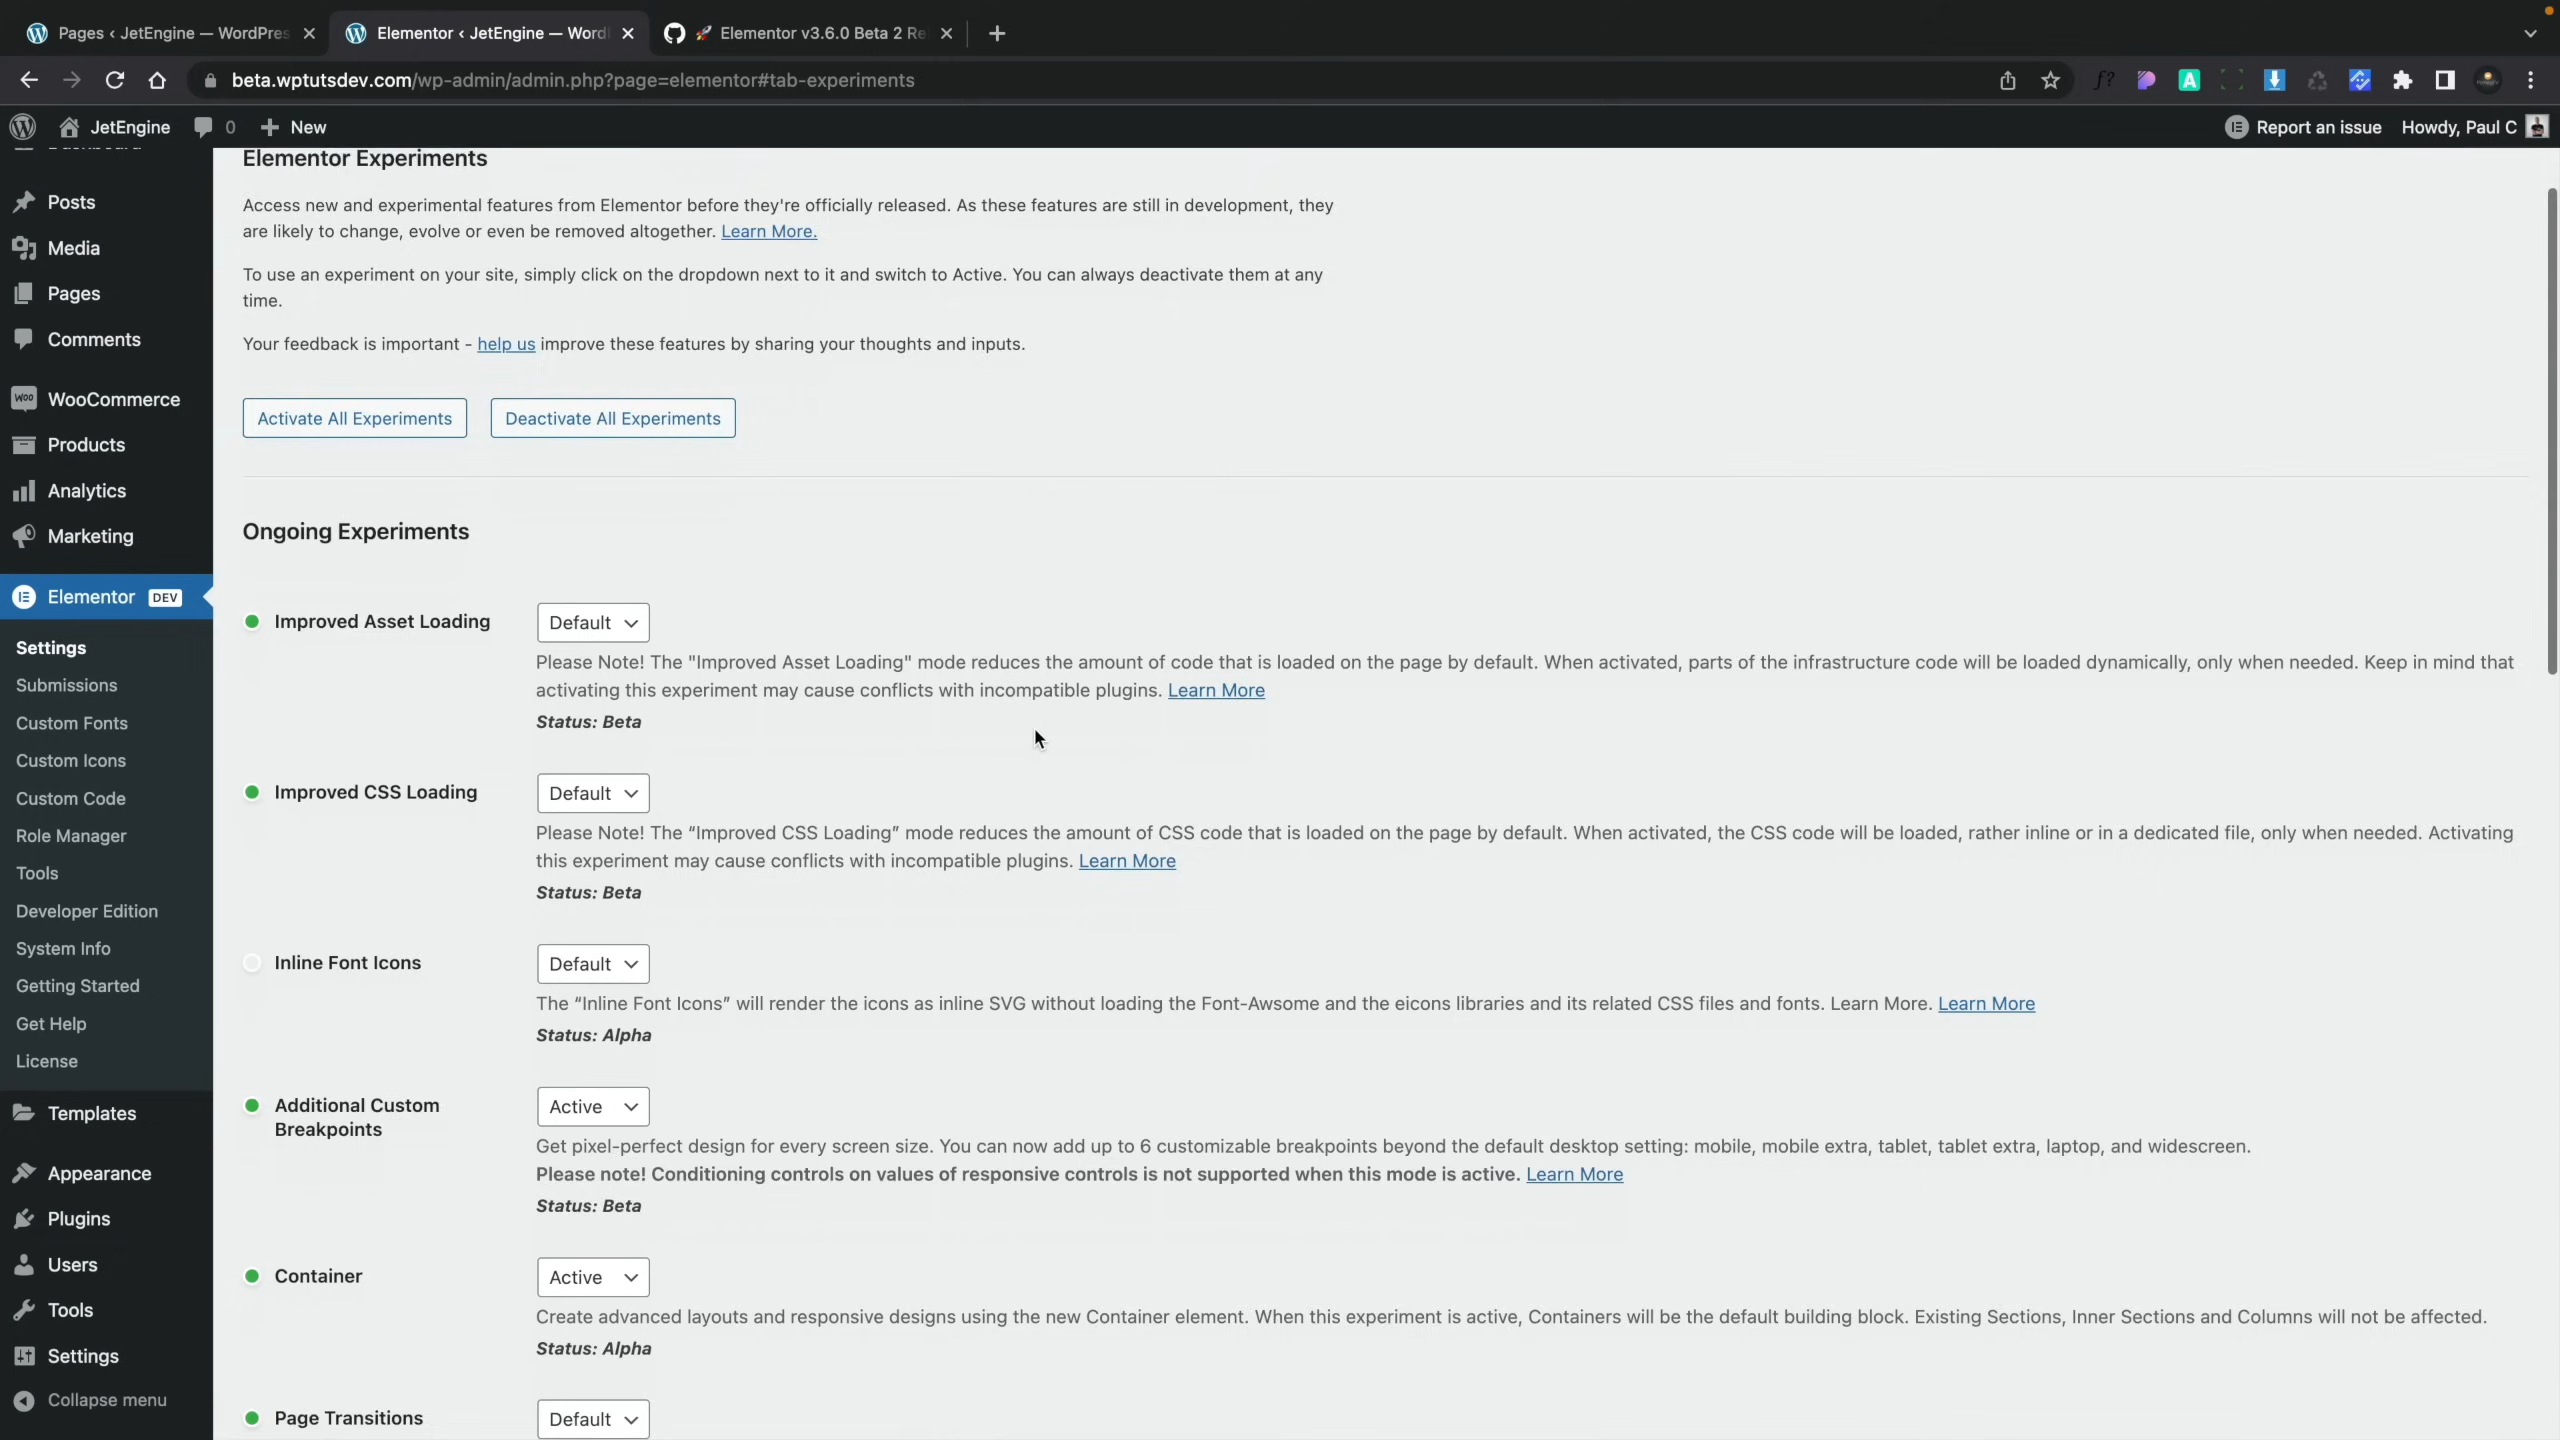 Pages ‹ JetEngine — WordPres
Elementor ‹ JetEngine — Word
🚀 Elementor v3.6.0 Beta 2 Re
beta.wptutsdev.com/wp-admin/admin.php?page=elementor#tab-experiments
JetEngine
0
New
Report an issue
Howdy, Paul C
Posts
Media
Pages
Comments
WooCommerce
Products
Analytics
Marketing
Elementor DEV
Settings
Submissions
Custom Fonts
Custom Icons
Custom Code
Role Manager
Tools
Developer Edition
System Info
Getting Started
Get Help
License
Templates
Appearance
Plugins
Users
Tools
Settings
Collapse menu
Elementor Experiments
Access new and experimental features from Elementor before they're officially released. As these features are still in development, they
are likely to change, evolve or even be removed altogether. Learn More.
To use an experiment on your site, simply click on the dropdown next to it and switch to Active. You can always deactivate them at any
time.
Your feedback is important - help us improve these features by sharing your thoughts and inputs.
Activate All Experiments
Deactivate All Experiments
Ongoing Experiments
Improved Asset Loading
Default
Please Note! The "Improved Asset Loading" mode reduces the amount of code that is loaded on the page by default. When activated, parts of the infrastructure code will be loaded dynamically, only when needed. Keep in mind that
activating this experiment may cause conflicts with incompatible plugins. Learn More
Status: Beta
Improved CSS Loading
Default
Please Note! The “Improved CSS Loading” mode reduces the amount of CSS code that is loaded on the page by default. When activated, the CSS code will be loaded, rather inline or in a dedicated file, only when needed. Activating
this experiment may cause conflicts with incompatible plugins. Learn More
Status: Beta
Inline Font Icons
Default
The “Inline Font Icons” will render the icons as inline SVG without loading the Font-Awsome and the eicons libraries and its related CSS files and fonts. Learn More. Learn More
Status: Alpha
Additional Custom
Breakpoints
Active
Get pixel-perfect design for every screen size. You can now add up to 6 customizable breakpoints beyond the default desktop setting: mobile, mobile extra, tablet, tablet extra, laptop, and widescreen.
Please note! Conditioning controls on values of responsive controls is not supported when this mode is active. Learn More
Status: Beta
Container
Active
Create advanced layouts and responsive designs using the new Container element. When this experiment is active, Containers will be the default building block. Existing Sections, Inner Sections and Columns will not be affected.
Status: Alpha
Page Transitions
Default